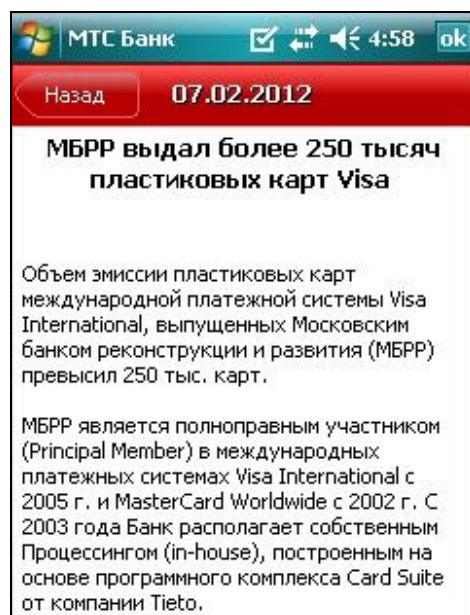 МТС Банк 4:58 ok
Назад 07.02.2012
МБРР выдал более 250 тысяч
пластиковых карт Visa
Объем эмиссии пластиковых карт
международной платежной системы Visa
International, выпущенных Московским
банком реконструкции и развития (МБРР)
превысил 250 тыс. карт.
МБРР является полноправным участником
(Principal Member) в международных
платежных системах Visa International с
2005 г. и MasterCard Worldwide с 2002 г. С
2003 года Банк располагает собственным
Процессингом (in-house), построенным на
основе программного комплекса Card Suite
от компании Tieto.